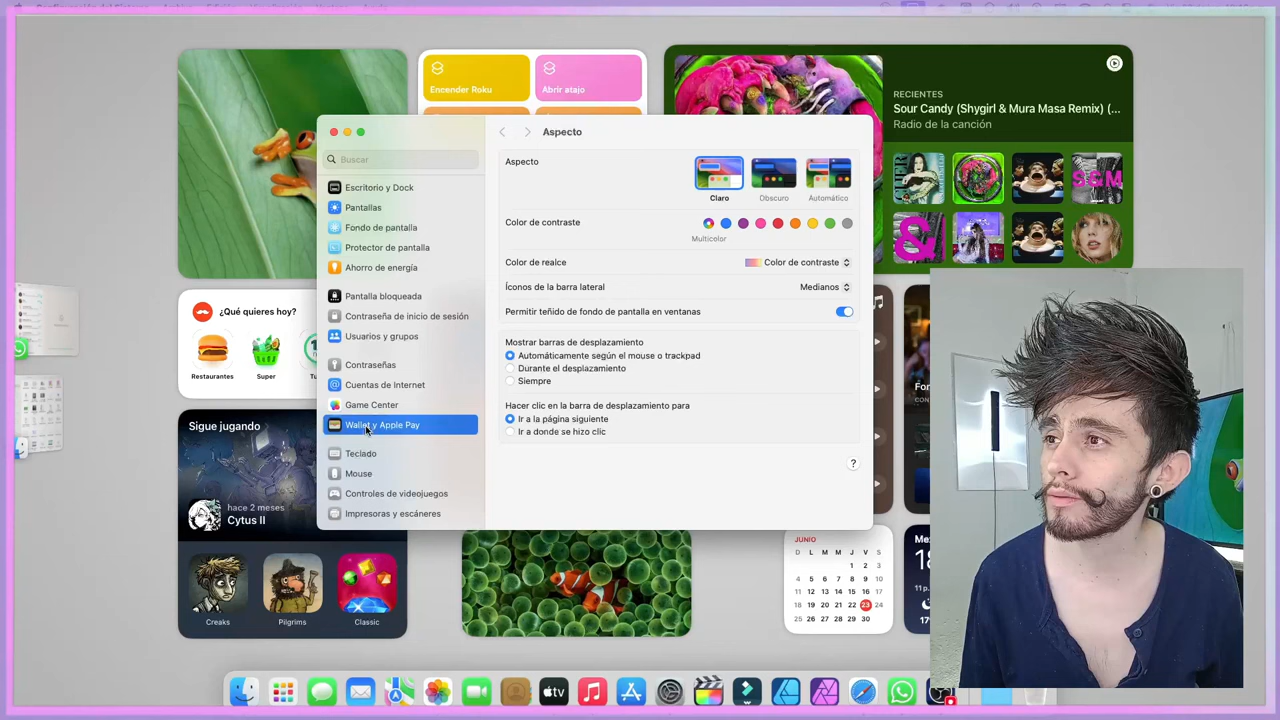 Encender Roku
Abrir atajo
RECIENTES
Sour Candy (Shygirl & Mura Masa Remix) (...
Radio de la canción
S&M
&
¿Qué quieres hoy?
Restaurantes
Super
Sigue jugando
hace 2 meses
Cytus II
Creaks
Pilgrims
Classic
Buscar
Escritorio y Dock
Pantallas
Fondo de pantalla
Protector de pantalla
Ahorro de energía
Pantalla bloqueada
Contraseña de inicio de sesión
Usuarios y grupos
Contraseñas
Cuentas de Internet
Game Center
Wallet y Apple Pay
Teclado
Mouse
Controles de videojuegos
Impresoras y escáneres
Aspecto
Aspecto
Claro
Obscuro
Automático
Color de contraste
Multicolor
Color de realce
Color de contraste
Íconos de la barra lateral
Medianos
Permitir teñido de fondo de pantalla en ventanas
Mostrar barras de desplazamiento
Automáticamente según el mouse o trackpad
Durante el desplazamiento
Siempre
Hacer clic en la barra de desplazamiento para
Ir a la página siguiente
Ir a donde se hizo clic
?
JUNIO
D L M M J V S
1 2 3
4 5 6 7 8 9 10
11 12 13 14 15 16 17
18 19 20 21 22 23 24
25 26 27 28 29 30
11 p.
tv